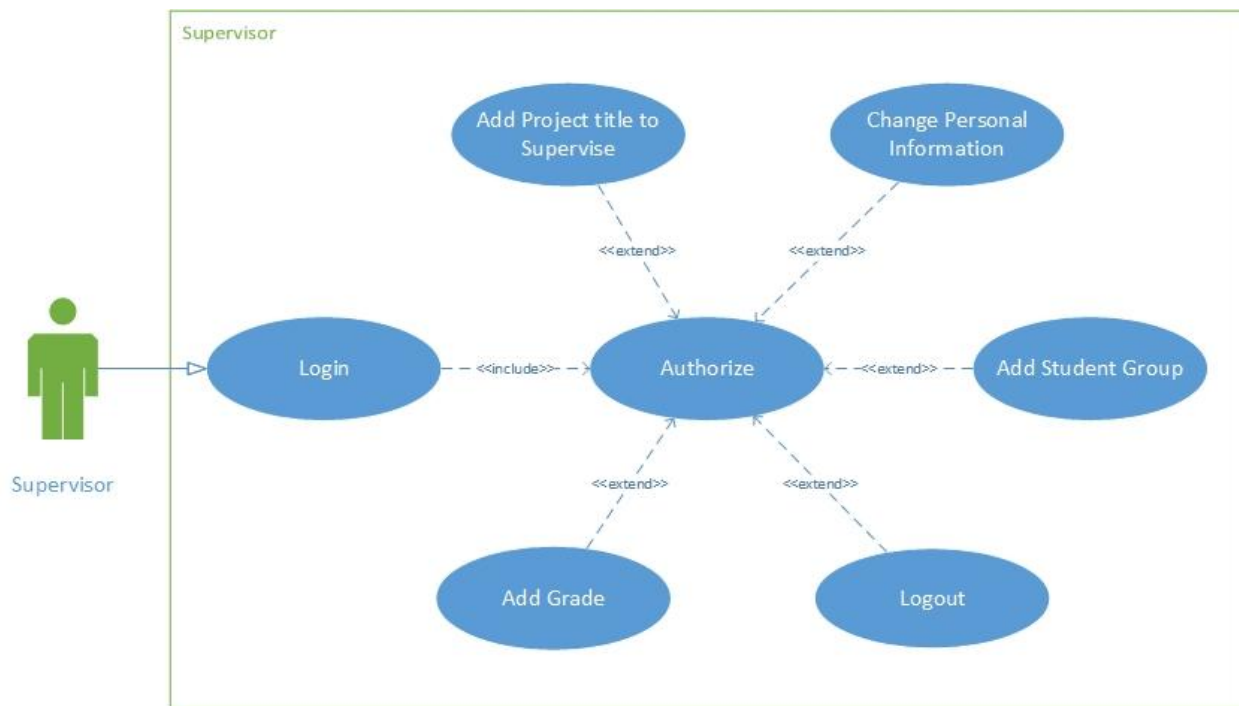 Supervisor
Add Project title to
Supervise
Change Personal
Information
<<extend>>
<<extend>>
Login
<<include>>
Authorize
<<extend>>
Add Student Group
Supervisor
<<extend>>
<<extend>>
Add Grade
Logout